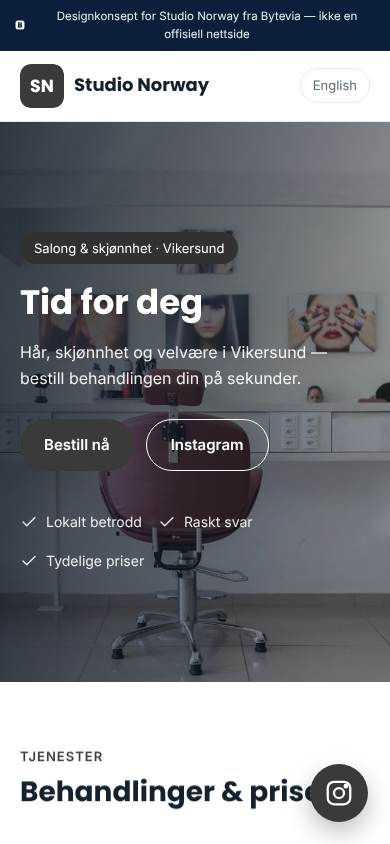 Designkonsept for Studio Norway fra Bytevia — ikke en
offisiell nettside
SN Studio Norway
English
Salong & skjønnhet · Vikersund
Tid for deg
Hår, skjønnhet og velvære i Vikersund —
bestill behandlingen din på sekunder.
Bestill nå
Instagram
Lokalt betrodd
Raskt svar
Tydelige priser
TJENESTER
Behandlinger & prise